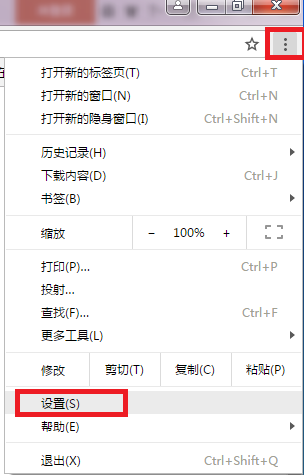 打开新的标签页(T) Ctrl+T
打开新的窗口(N) Ctrl+N
打开新的隐身窗口(I) Ctrl+Shift+N
历史记录(H)
下载内容(D) Ctrl+J
书签(B)
缩放 − 100% +
打印(P)... Ctrl+P
投射...
查找(F)... Ctrl+F
更多工具(L)
修改 剪切(T) 复制(C) 粘贴(P)
设置(S)
帮助(E)
退出(X) Ctrl+Shift+Q